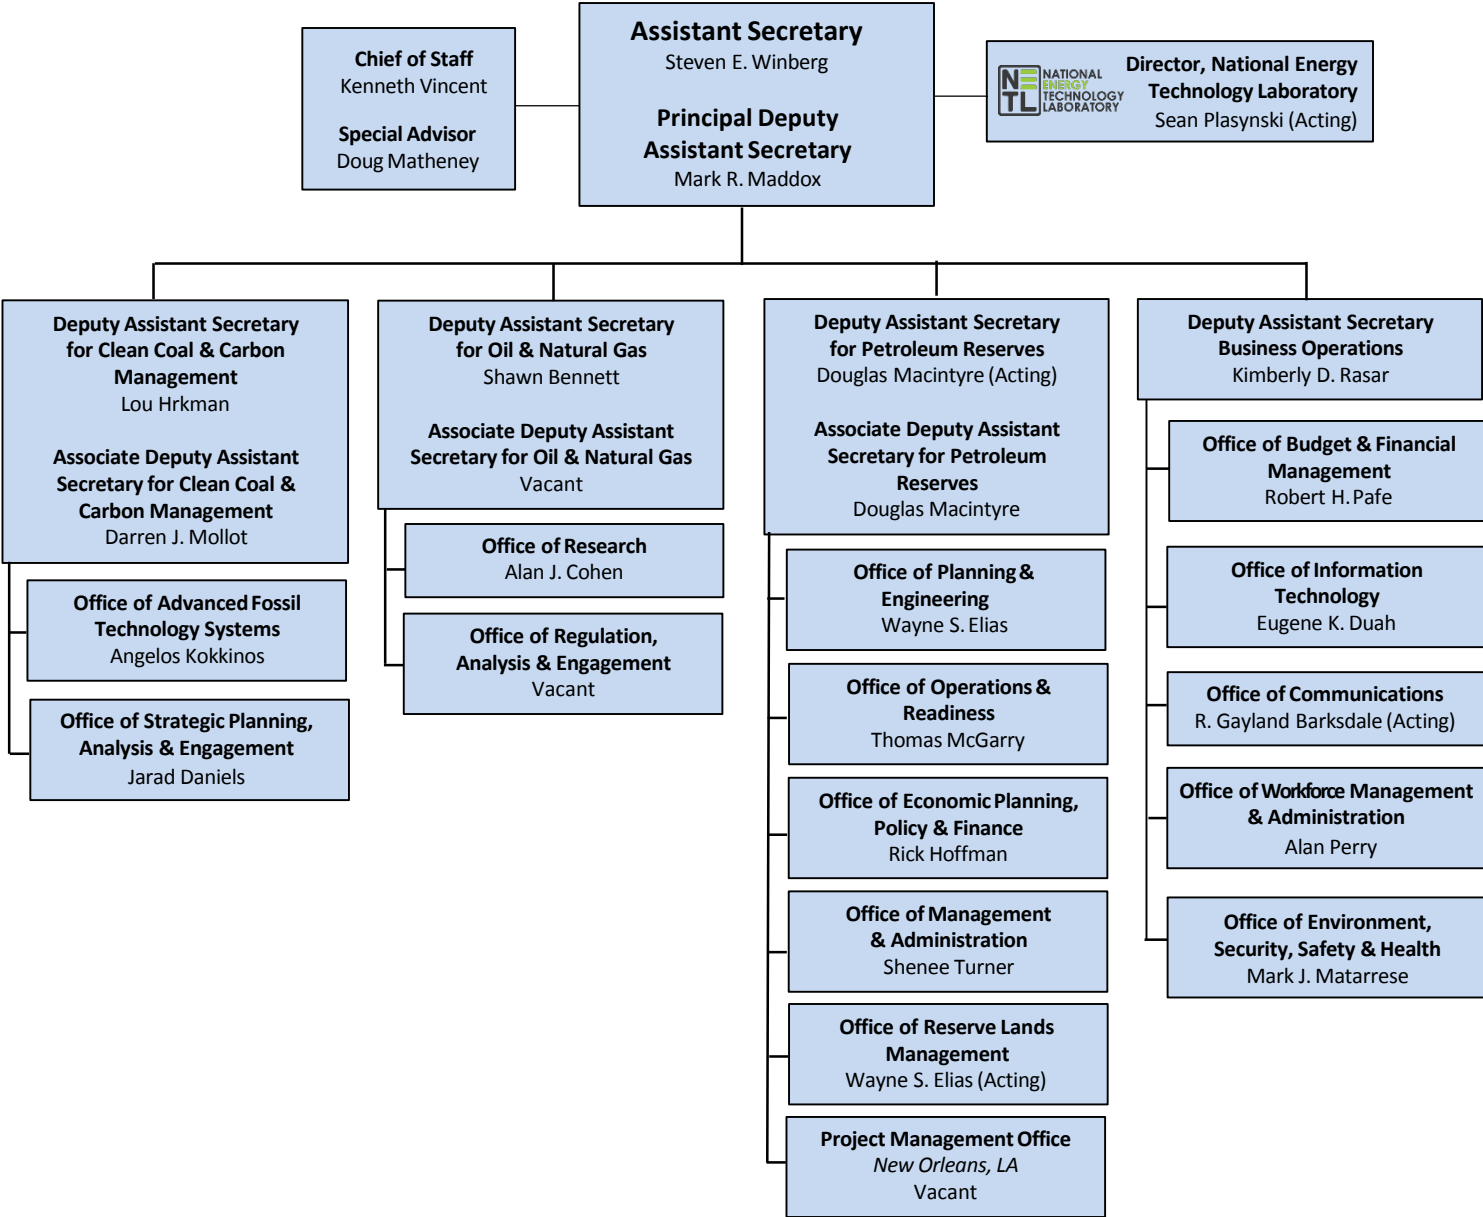 Chief of Staff
Kenneth Vincent
Special Advisor
Doug Matheney
Assistant Secretary
Steven E. Winberg
Principal Deputy
Assistant Secretary
Mark R. Maddox
NE
TL
NATIONAL
ENERGY
TECHNOLOGY
LABORATORY
Director, National Energy
Technology Laboratory
Sean Plasynski (Acting)
Deputy Assistant Secretary
for Clean Coal & Carbon
Management
Lou Hrkman
Associate Deputy Assistant
Secretary for Clean Coal &
Carbon Management
Darren J. Mollot
Office of Advanced Fossil
Technology Systems
Angelos Kokkinos
Office of Strategic Planning,
Analysis & Engagement
Jarad Daniels
Deputy Assistant Secretary
for Oil & Natural Gas
Shawn Bennett
Associate Deputy Assistant
Secretary for Oil & Natural Gas
Vacant
Office of Research
Alan J. Cohen
Office of Regulation,
Analysis & Engagement
Vacant
Deputy Assistant Secretary
for Petroleum Reserves
Douglas Macintyre (Acting)
Associate Deputy Assistant
Secretary for Petroleum
Reserves
Douglas Macintyre
Office of Planning &
Engineering
Wayne S. Elias
Office of Operations &
Readiness
Thomas McGarry
Office of Economic Planning,
Policy & Finance
Rick Hoffman
Office of Management
& Administration
Shenee Turner
Office of Reserve Lands
Management
Wayne S. Elias (Acting)
Project Management Office
New Orleans, LA
Vacant
Deputy Assistant Secretary
Business Operations
Kimberly D. Rasar
Office of Budget & Financial
Management
Robert H. Pafe
Office of Information
Technology
Eugene K. Duah
Office of Communications
R. Gayland Barksdale (Acting)
Office of Workforce Management
& Administration
Alan Perry
Office of Environment,
Security, Safety & Health
Mark J. Matarrese